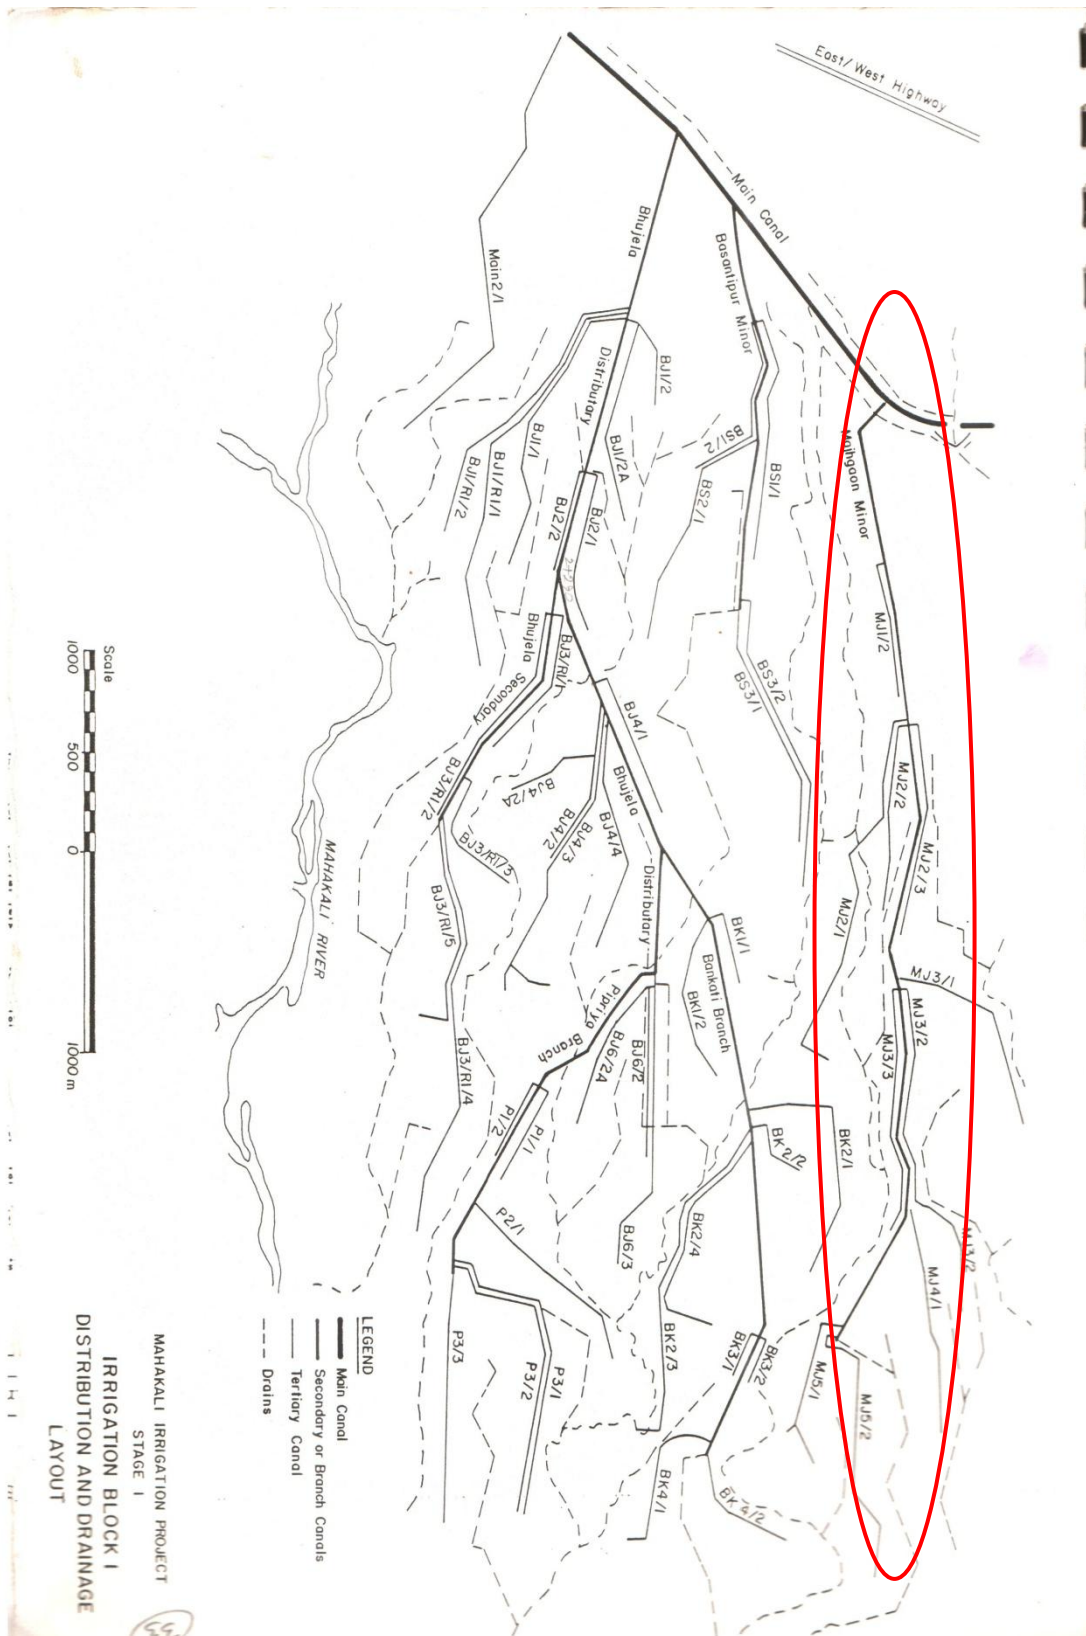 East/West Highway
Main Canal
Bhujela
Basantipur Minor
Main2/1
Distributary
BJ1/2
BS1/2
BS1/1
Majhgaon Minor
BJ1/1
BJ1/2A
BS2/1
BJ1/R1/1
BJ1/R1/2
BJ2/2
BJ2/1
MJ1/2
Bhujela
Secondary
BJ3/R1/1
BS3/2
BS3/1
BJ4/1
BJ3/R1/2
BJ4/2A
Bhujela
MJ2/2
BJ4/2
BJ4/3
BJ4/4
MJ2/3
BJ3/R1/3
Distributary
BJ3/R1/5
MJ2/1
BK1/1
Bankati Branch
BK1/2
MJ3/1
Pipriya
Branch
MJ3/2
MJ3/3
BJ6/2
BJ6/2A
BJ3/R1/4
P1/2
P1/1
BK2/2
BK2/1
P2/1
BJ6/3
BK2/4
MJ3/2
MJ4/1
P3/3
BK2/3
BK3/1
BK3/2
MJ5/1
MJ5/2
P3/1
P3/2
BK4/1
BK4/2
MAHAKALI RIVER
Scale
1000 500 0 1000m
LEGEND
Main Canal
Secondary or Branch Canals
Tertiary Canal
Drains
MAHAKALI IRRIGATION PROJECT
STAGE I
IRRIGATION BLOCK I
DISTRIBUTION AND DRAINAGE
LAYOUT